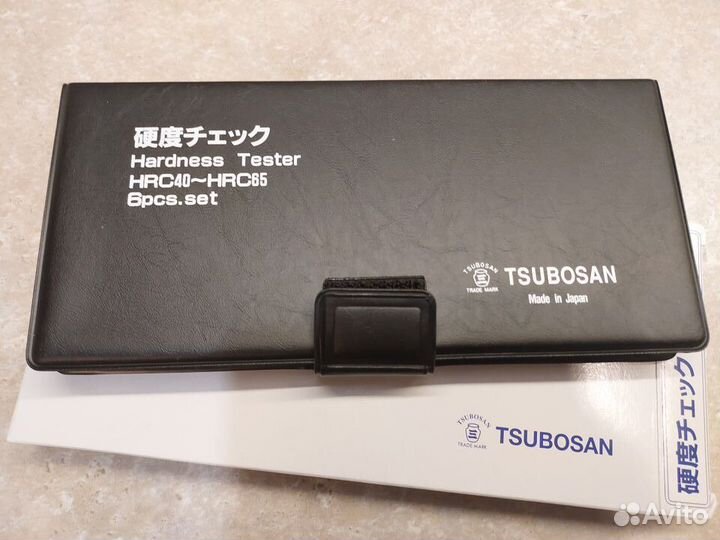 硬度チェック
Hardness Tester
HRC40～HRC65
6pcs.set
TSUBOSAN
TRADE MARK
TSUBOSAN
Made in Japan
TSUBOSAN
TRADE MARK
TSUBOSAN
硬度チェック
Avito